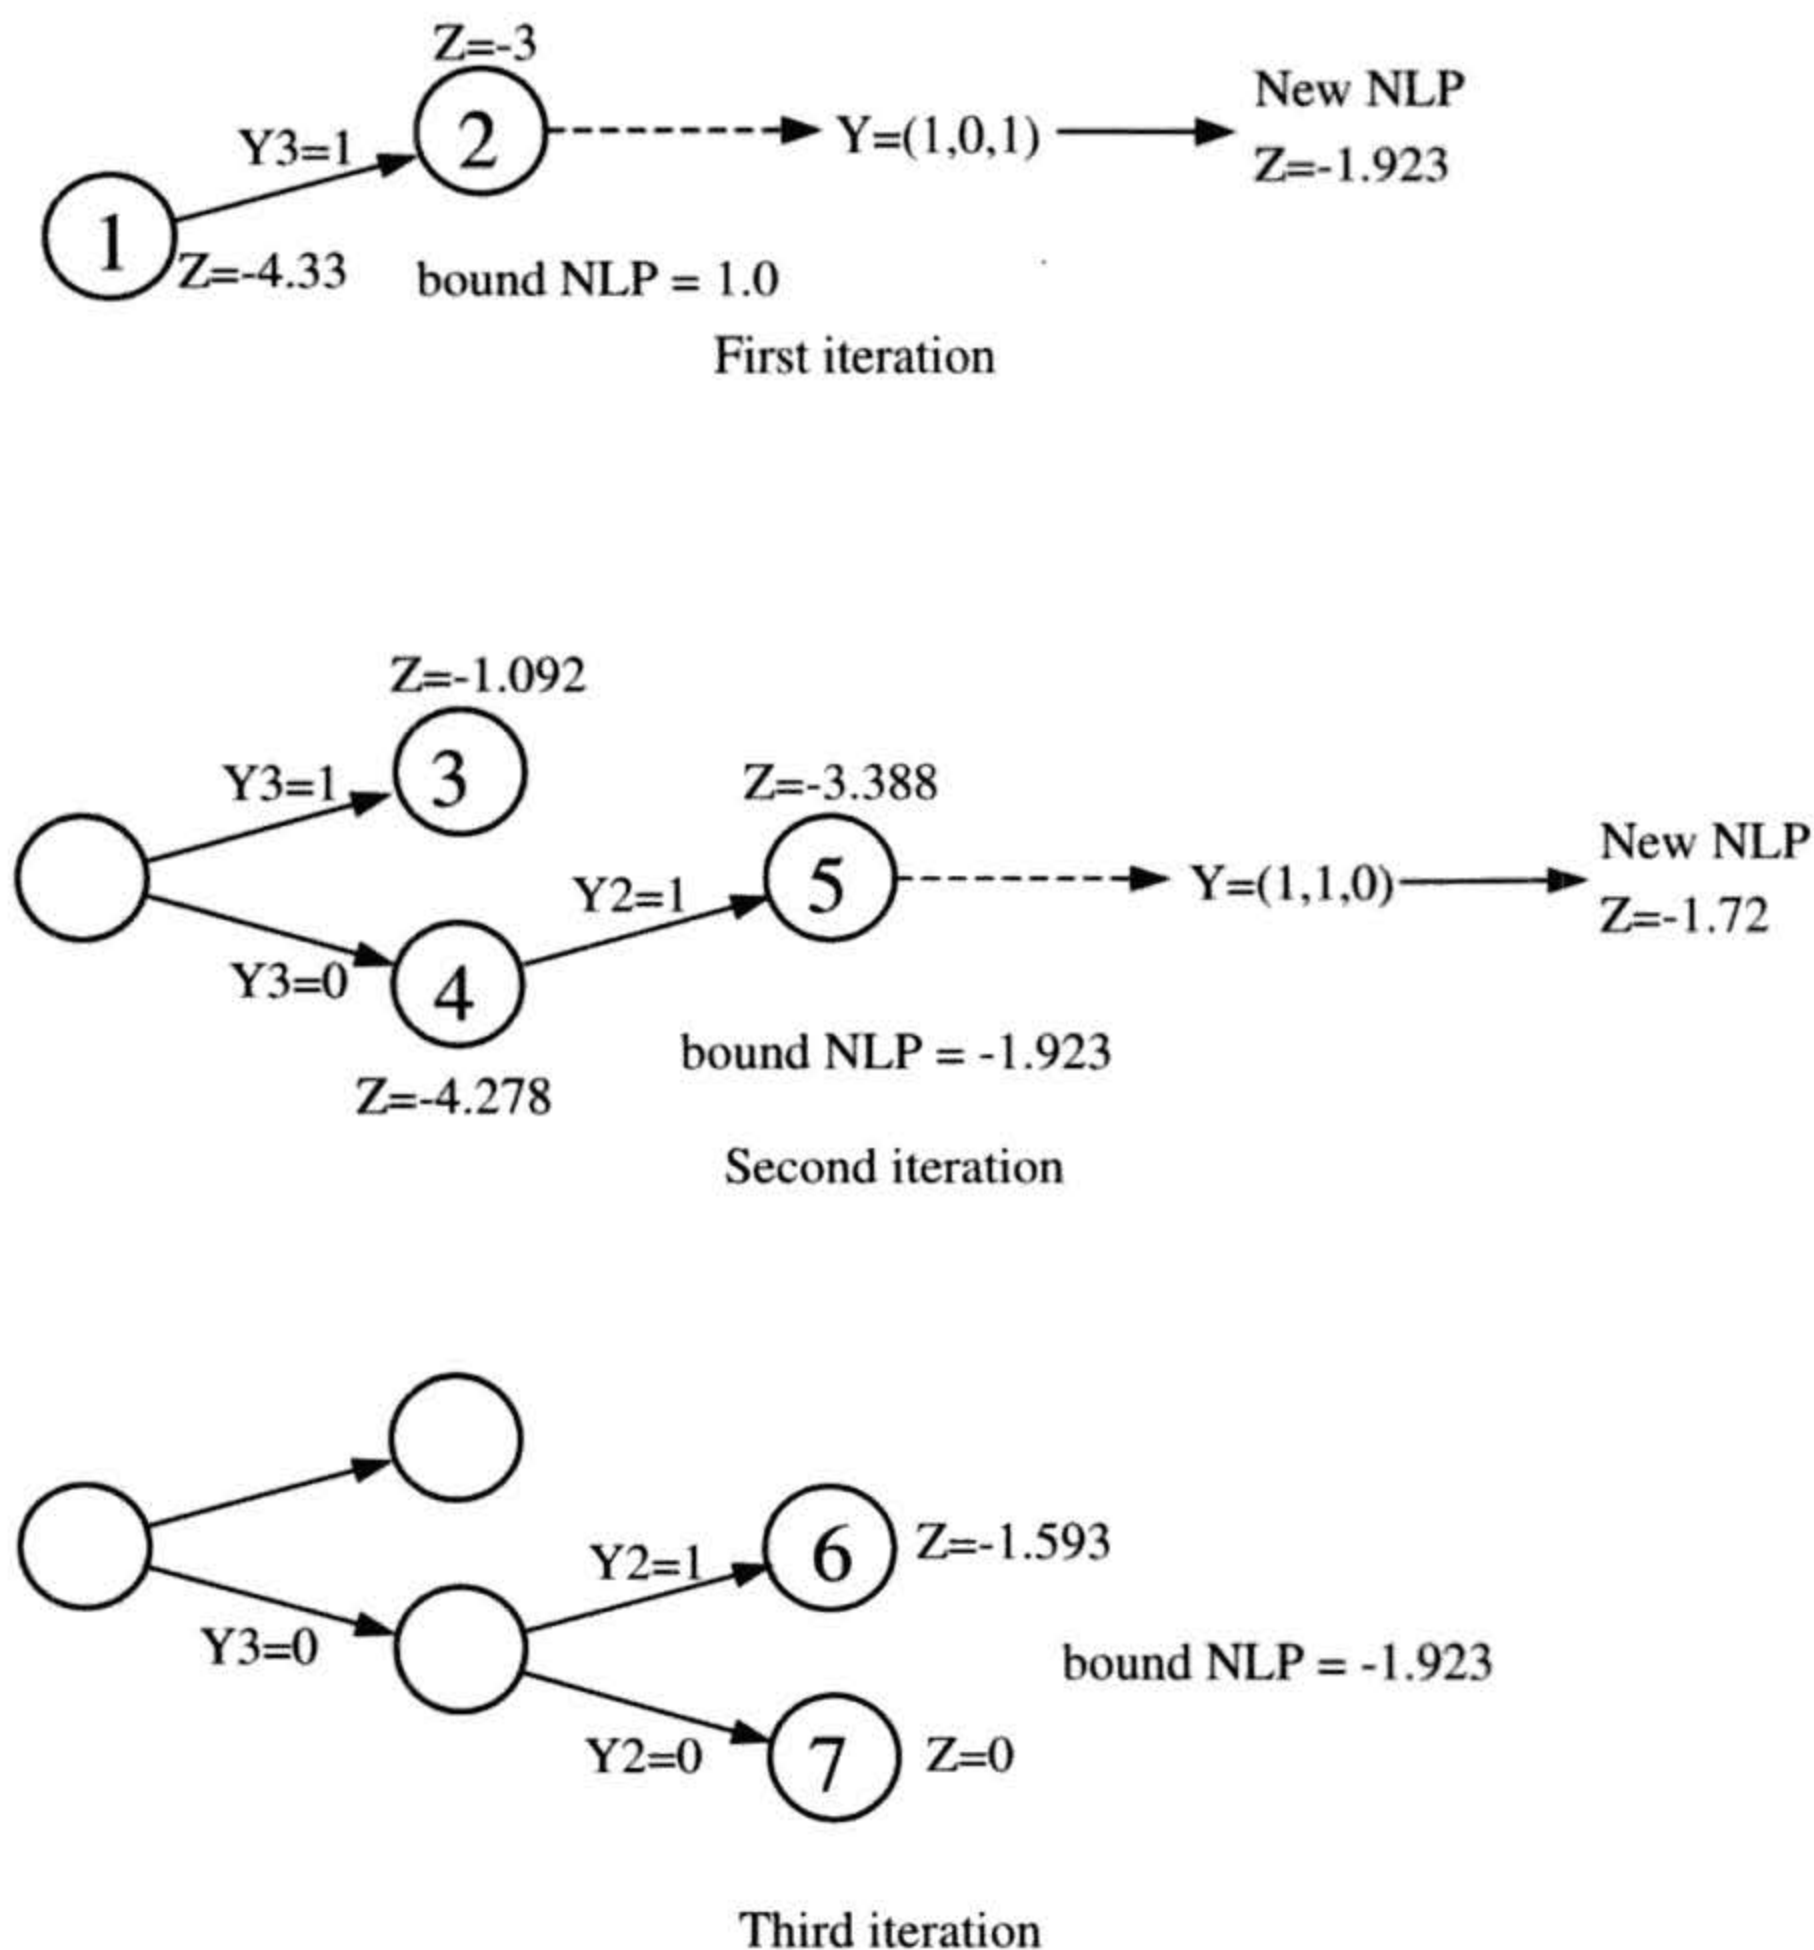 Z=-3
2
Y3=1
1
Z=-4.33
Y=(1,0,1)
New NLP
Z=-1.923
bound NLP = 1.0
First iteration
Z=-1.092
3
Y3=1
Z=-3.388
5
Y2=1
Y=(1,1,0)
New NLP
Z=-1.72
Y3=0
4
Z=-4.278
bound NLP = -1.923
Second iteration
Y2=1
6
Z=-1.593
Y3=0
bound NLP = -1.923
Y2=0
7
Z=0
Third iteration